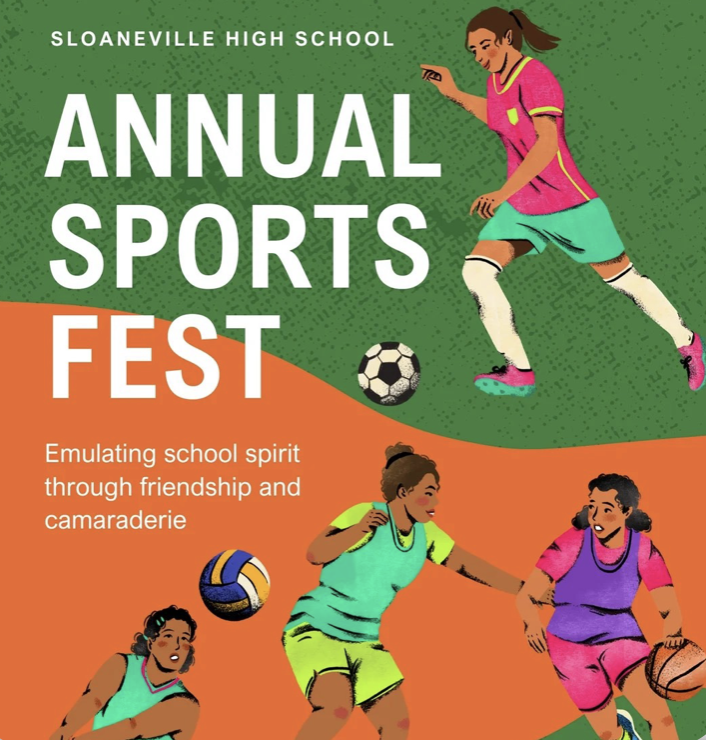 SLOANEVILLE HIGH SCHOOL
ANNUAL
SPORTS
FEST
Emulating school spirit
through friendship and
camaraderie